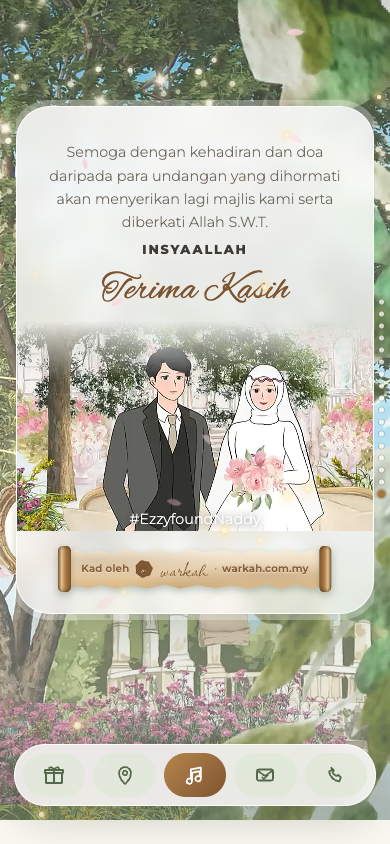 Semoga dengan kehadiran dan doa
daripada para undangan yang dihormati
akan menyerikan lagi majlis kami serta
diberkati Allah S.W.T.
INSYAALLAH
Terima Kasih
#EzzyfoundNaddy
Kad oleh warkah · warkah.com.my